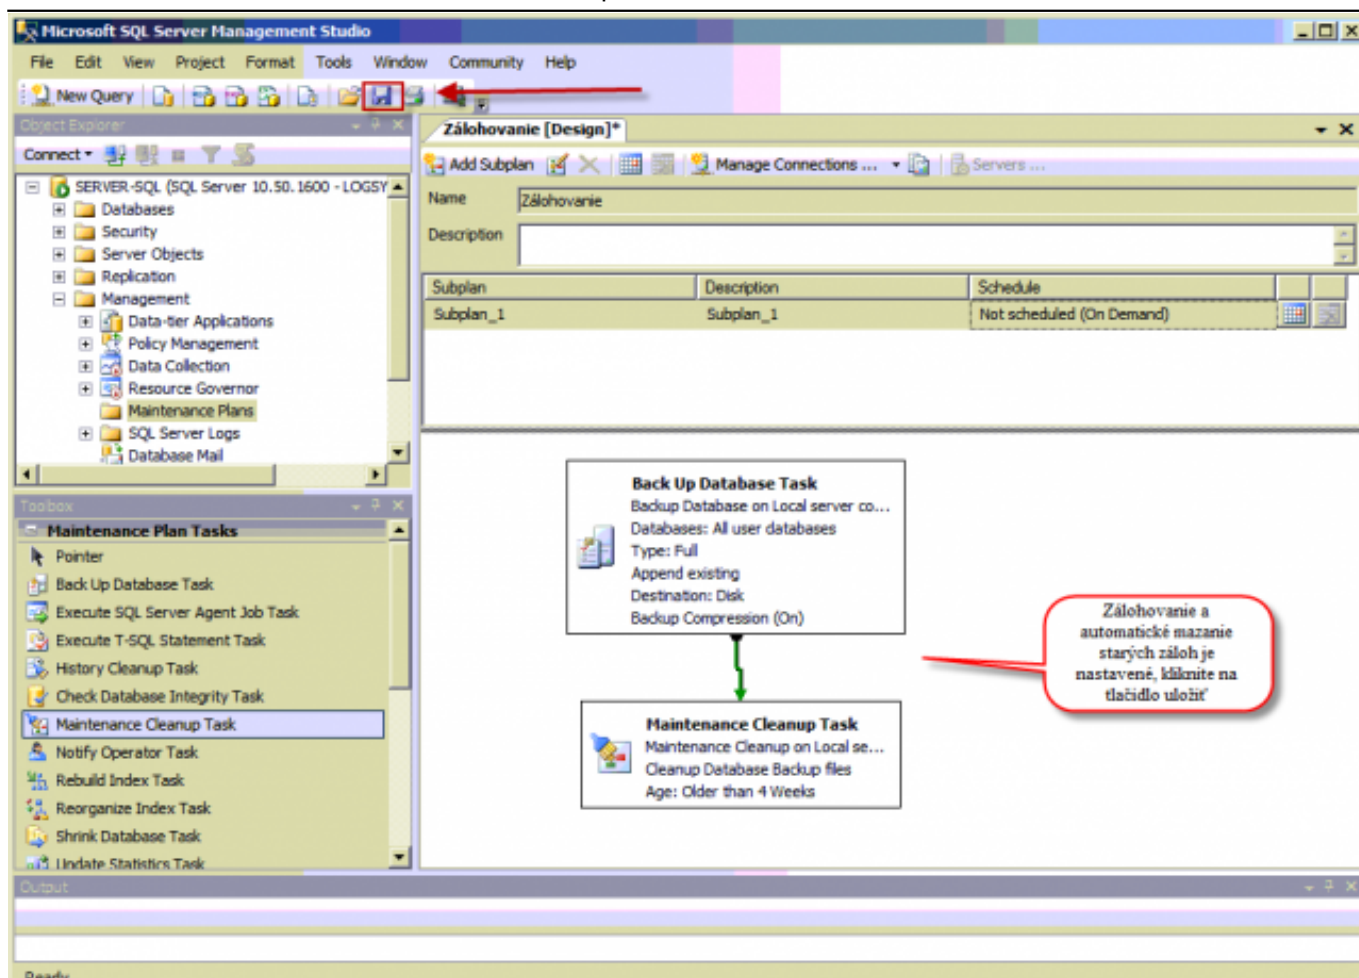 Microsoft SQL Server Management Studio
File Edit View Project Format Tools Window Community Help
New Query
Object Explorer
Connect
SERVER-SQL (SQL Server 10.50.1600 - LOGSY
Databases
Security
Server Objects
Replication
Management
Data-tier Applications
Policy Management
Data Collection
Resource Governor
Maintenance Plans
SQL Server Logs
Database Mail
Toolbox
Maintenance Plan Tasks
Pointer
Back Up Database Task
Execute SQL Server Agent Job Task
Execute T-SQL Statement Task
History Cleanup Task
Check Database Integrity Task
Maintenance Cleanup Task
Notify Operator Task
Rebuild Index Task
Reorganize Index Task
Shrink Database Task
Update Statistics Task
Zálohovanie [Design]*
Add Subplan Manage Connections ... Servers ...
Name Zálohovanie
Description
Subplan Description Schedule
Subplan_1 Subplan_1 Not scheduled (On Demand)
Back Up Database Task
Backup Database on Local server co...
Databases: All user databases
Type: Full
Append existing
Destination: Disk
Backup Compression (On)
Maintenance Cleanup Task
Maintenance Cleanup on Local se...
Cleanup Database Backup files
Age: Older than 4 Weeks
Zálohovanie a
automatické mazanie
starých záloh je
nastavené, kliknite na
tlačidlo uložiť
Output
Ready